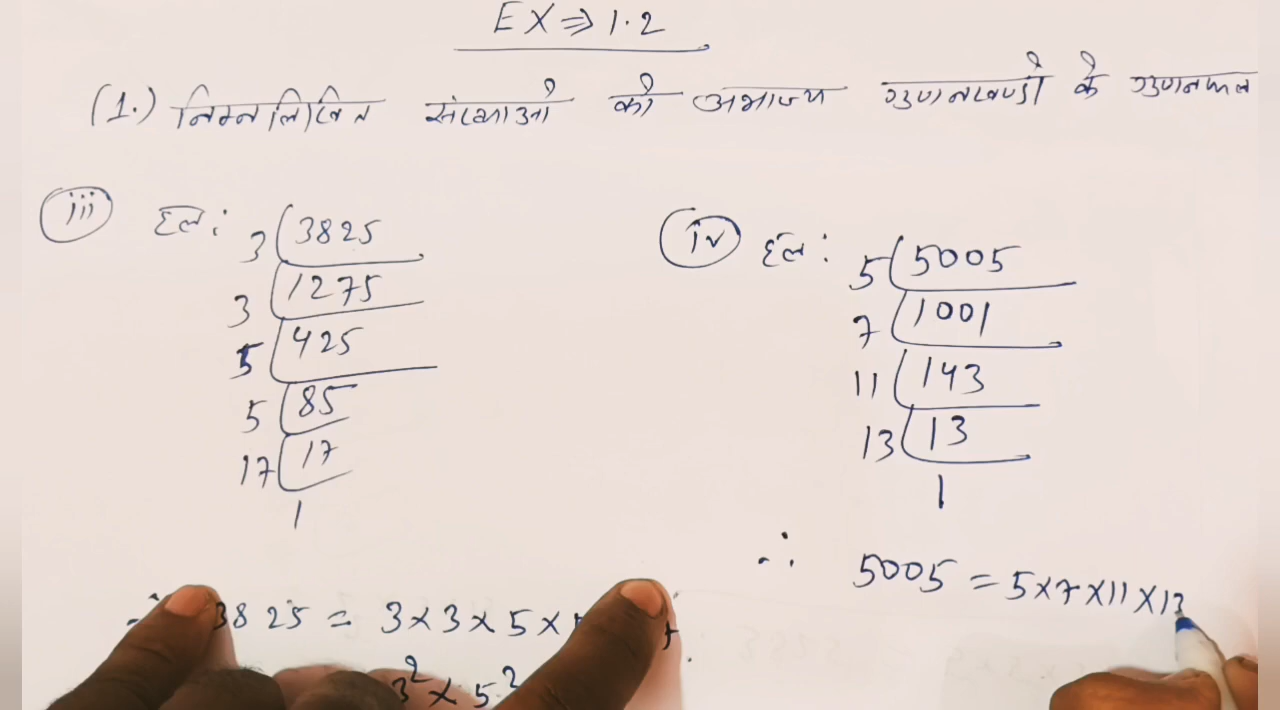 EX ⇒ 1.2
(1.) निम्नलिखित संख्याओं को अभाज्य गुणनखण्डों के गुणनफल
(iii) हल:
3 3825
3 1275
5 425
5 85
17 17
1
3825 = 3×3×5×
3² × 5²
(iv) हल:
5 5005
7 1001
11 143
13 13
1
∴ 5005 = 5×7×11×13